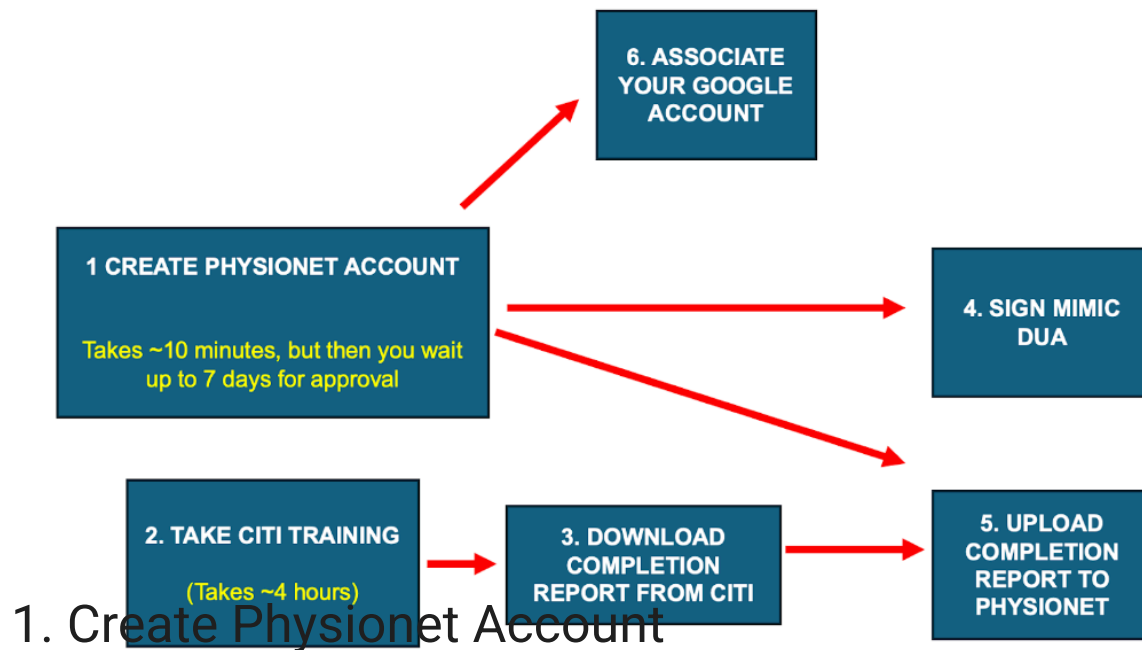 6. ASSOCIATE
YOUR GOOGLE
ACCOUNT
1 CREATE PHYSIONET ACCOUNT
Takes ~10 minutes, but then you wait
up to 7 days for approval
4. SIGN MIMIC
DUA
2. TAKE CITI TRAINING
(Takes ~4 hours)
3. DOWNLOAD
COMPLETION
REPORT FROM CITI
5. UPLOAD
COMPLETION
REPORT TO
PHYSIONET
1. Create Physionet Account